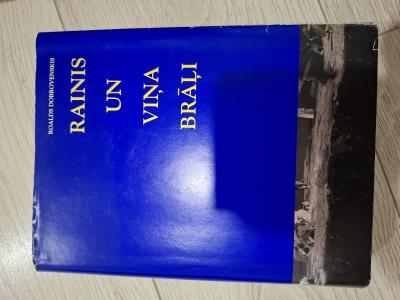 ROALDS DOBROVENSKIS
RAINIS
UN
VIŅA
BRĀĻI